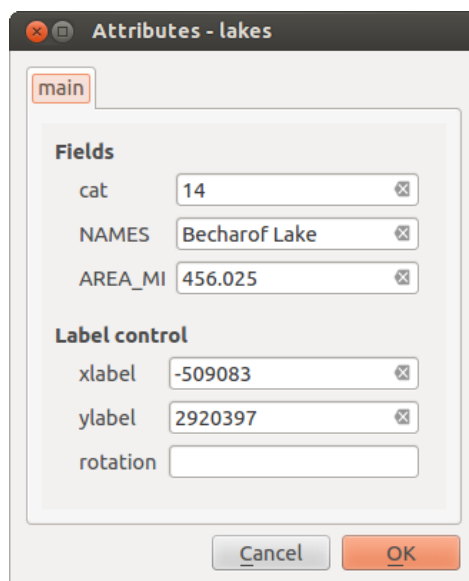 Attributes - lakes
main
Fields
cat 14
NAMES Becharof Lake
AREA_MI 456.025
Label control
xlabel -509083
ylabel 2920397
rotation
Cancel OK